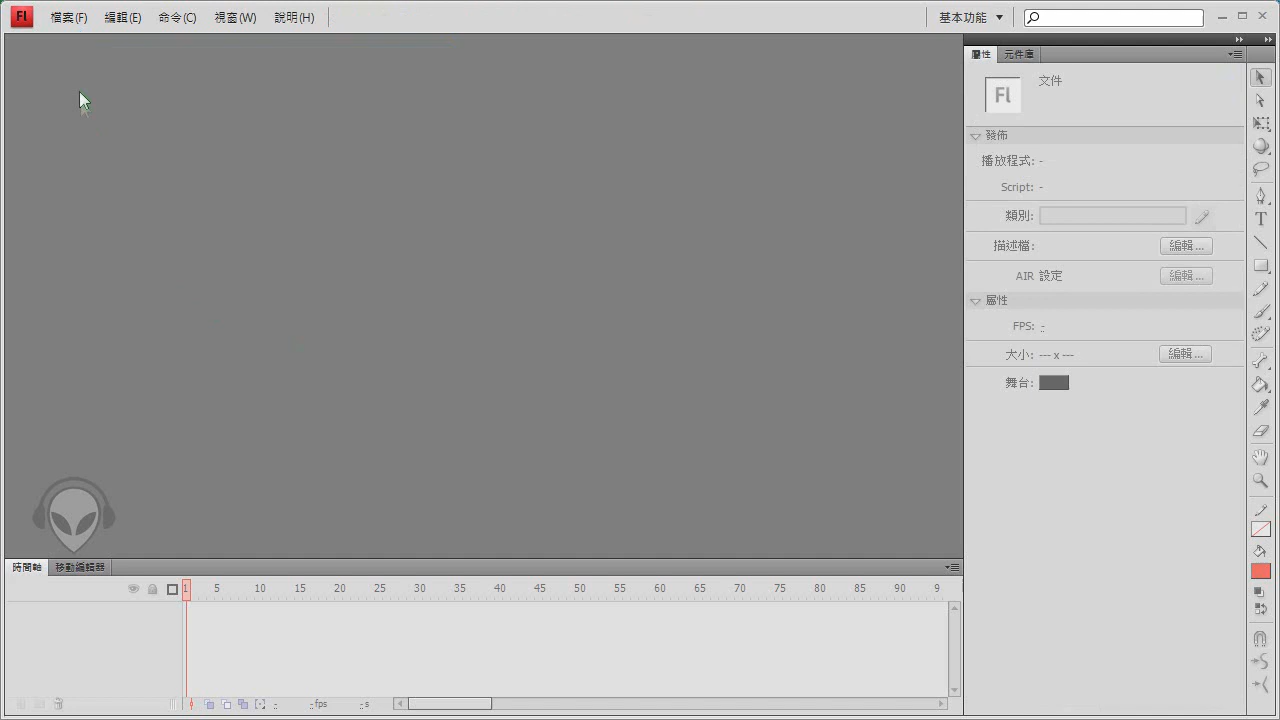 Fl 檔案(F) 編輯(E) 命令(C) 視窗(W) 說明(H) 基本功能
屬性 元件庫
Fl 文件
發佈
播放程式: -
Script: -
類別:
描述檔: 編輯...
AIR 設定 編輯...
屬性
FPS: -
大小: --- x --- 編輯...
舞台:
時間軸 移動編輯器
1 5 10 15 20 25 30 35 40 45 50 55 60 65 70 75 80 85 90 9
- -fps -s